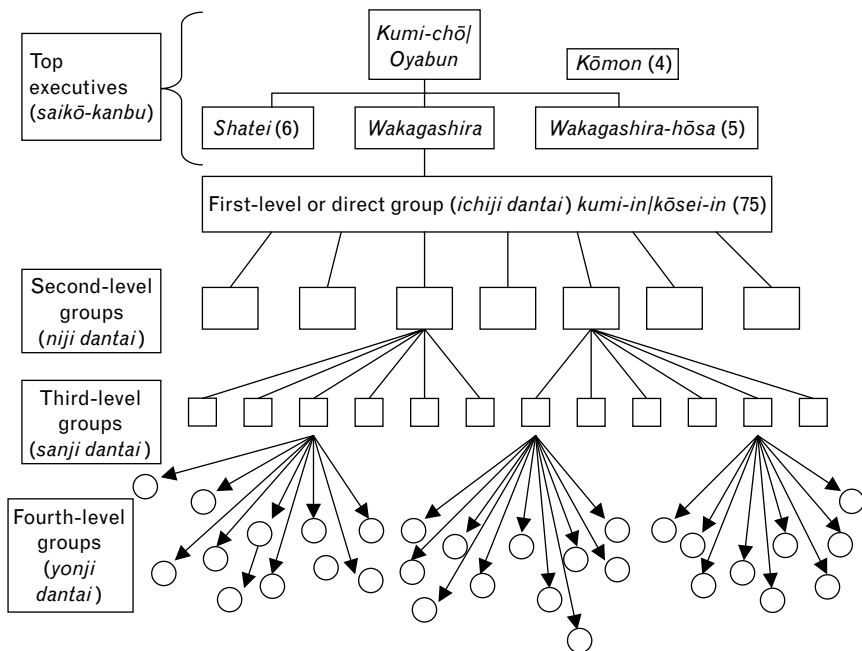 Top
executives
(saikō-kanbu)
Kumi-chō/
Oyabun
Kōmon (4)
Shatei (6)
Wakagashira
Wakagashira-hōsa (5)
First-level or direct group (ichiji dantai) kumi-in/kōsei-in (75)
Second-level
groups
(niji dantai)
Third-level
groups
(sanji dantai)
Fourth-level
groups
(yonji
dantai)